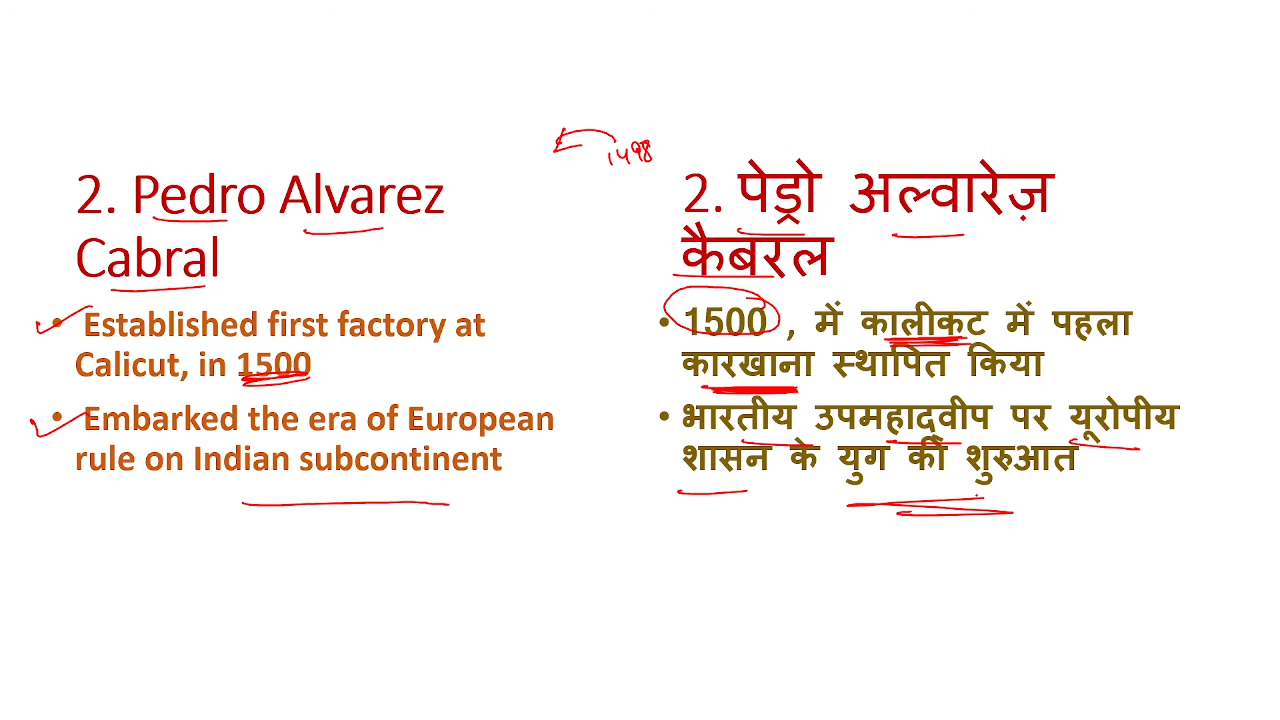 1498
2. Pedro Alvarez
Cabral
• Established first factory at
Calicut, in 1500
• Embarked the era of European
rule on Indian subcontinent
2. पेड्रो अल्वारेज़
कैबरल
• 1500 , में कालीकट में पहला
कारखाना स्थापित किया
• भारतीय उपमहाद्वीप पर यूरोपीय
शासन के युग की शुरुआत